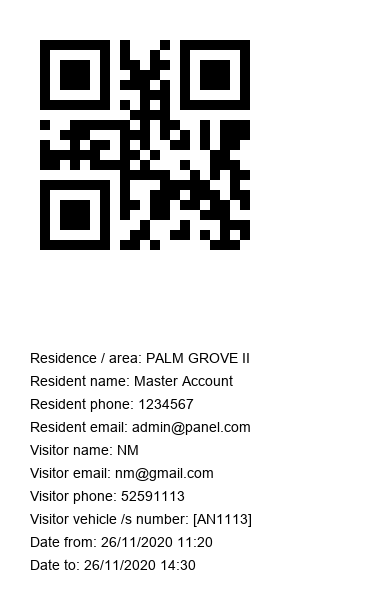 Residence / area: PALM GROVE II
Resident name: Master Account
Resident phone: 1234567
Resident email: admin@panel.com
Visitor name: NM
Visitor email: nm@gmail.com
Visitor phone: 52591113
Visitor vehicle /s number: [AN1113]
Date from: 26/11/2020 11:20
Date to: 26/11/2020 14:30